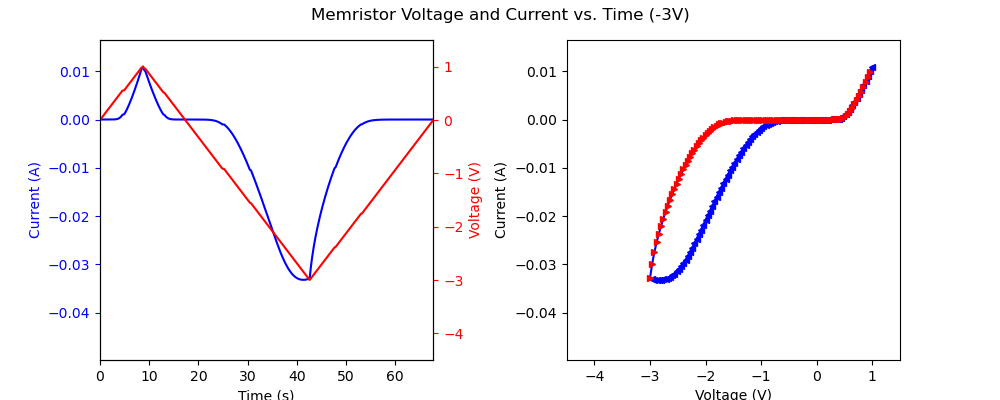 Memristor Voltage and Current vs. Time (-3V)
Current (A)
0.01
0.00
−0.01
−0.02
−0.03
−0.04
0 10 20 30 40 50 60
Time (s)
1
0
−1
−2
−3
−4
Voltage (V)
Current (A)
0.01
0.00
−0.01
−0.02
−0.03
−0.04
−4 −3 −2 −1 0 1
Voltage (V)